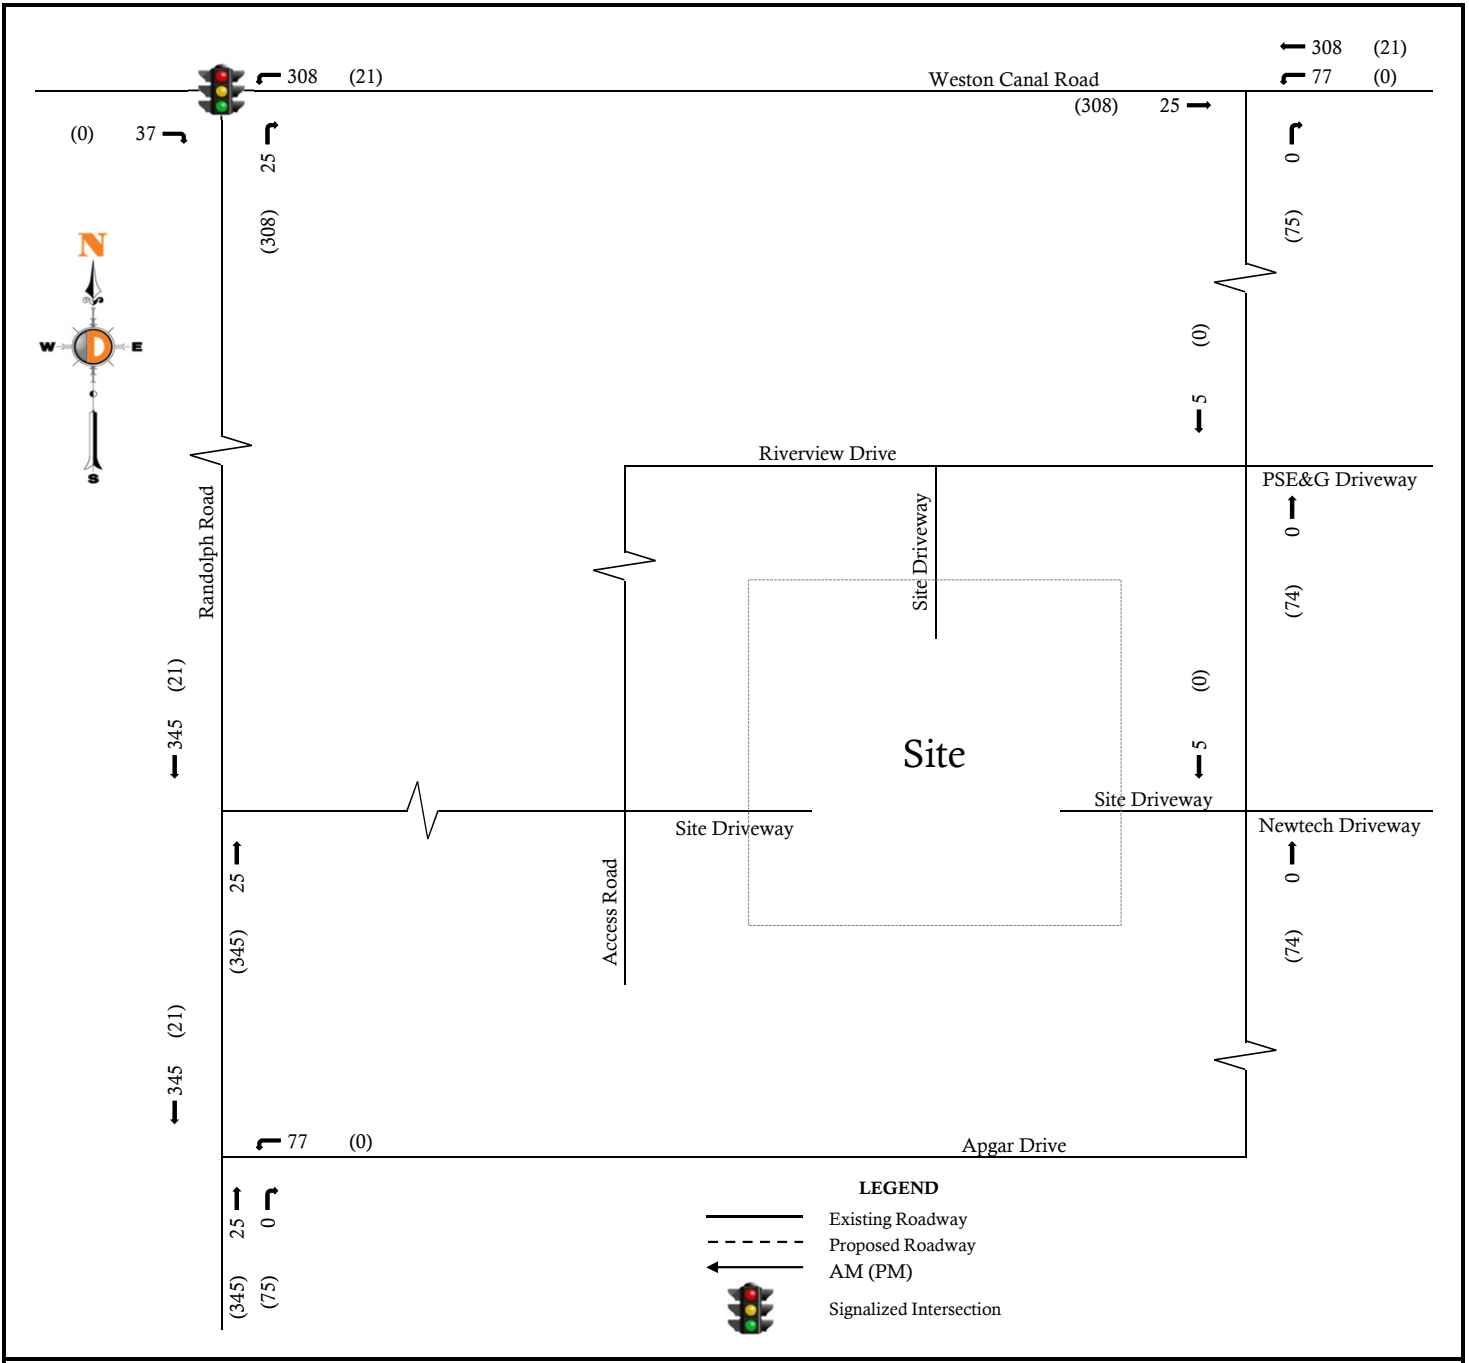 308 (21)
308 (21)
Weston Canal Road
77 (0)
(308) 25
(0) 37
25
(308)
0
(75)
N
W D E
S
(0)
5
Riverview Drive
PSE&G Driveway
Randolph Road
Site Driveway
0
(74)
(21)
345
(0)
5
Site
Site Driveway
Site Driveway
Newtech Driveway
25
(345)
Access Road
0
(74)
(21)
345
77 (0)
Apgar Drive
25
(345)
0
(75)
LEGEND
Existing Roadway
Proposed Roadway
AM (PM)
Signalized Intersection